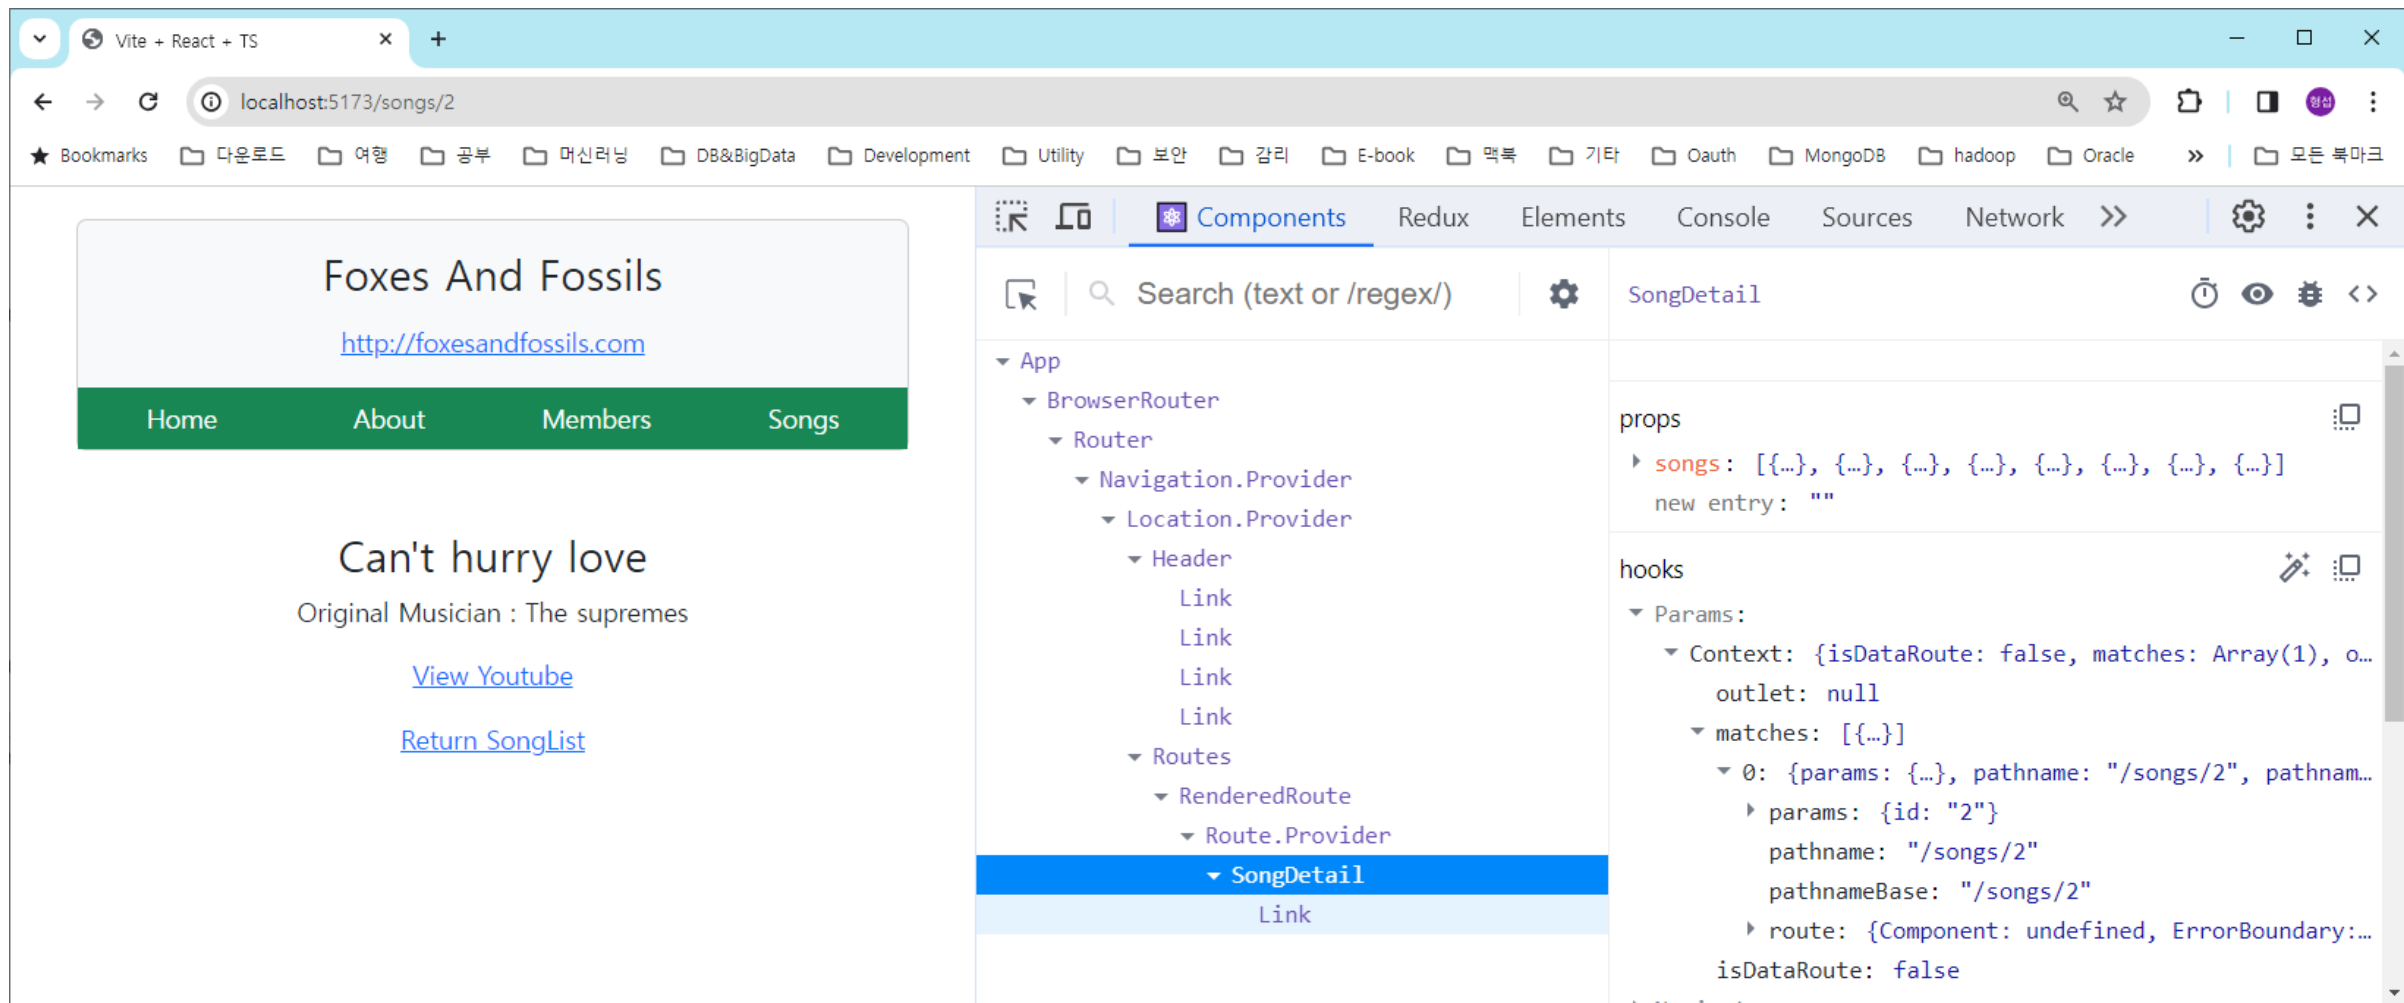 Vite + React + TS
localhost:5173/songs/2
형섭
Bookmarks 다운로드 여행 공부 머신러닝 DB&BigData Development Utility 보안 감리 E-book 맥북 기타 Oauth MongoDB hadoop Oracle » 모든 북마크
Foxes And Fossils
http://foxesandfossils.com
Home About Members Songs
Can't hurry love
Original Musician : The supremes
View Youtube
Return SongList
Components Redux Elements Console Sources Network
Search (text or /regex/)
App
BrowserRouter
Router
Navigation.Provider
Location.Provider
Header
Link
Link
Link
Link
Routes
RenderedRoute
Route.Provider
SongDetail
Link
SongDetail
props
songs: [{…}, {…}, {…}, {…}, {…}, {…}, {…}, {…}]
new entry: ""
hooks
Params:
Context: {isDataRoute: false, matches: Array(1), o…
outlet: null
matches: [{…}]
0: {params: {…}, pathname: "/songs/2", pathnam…
params: {id: "2"}
pathname: "/songs/2"
pathnameBase: "/songs/2"
route: {Component: undefined, ErrorBoundary:…
isDataRoute: false